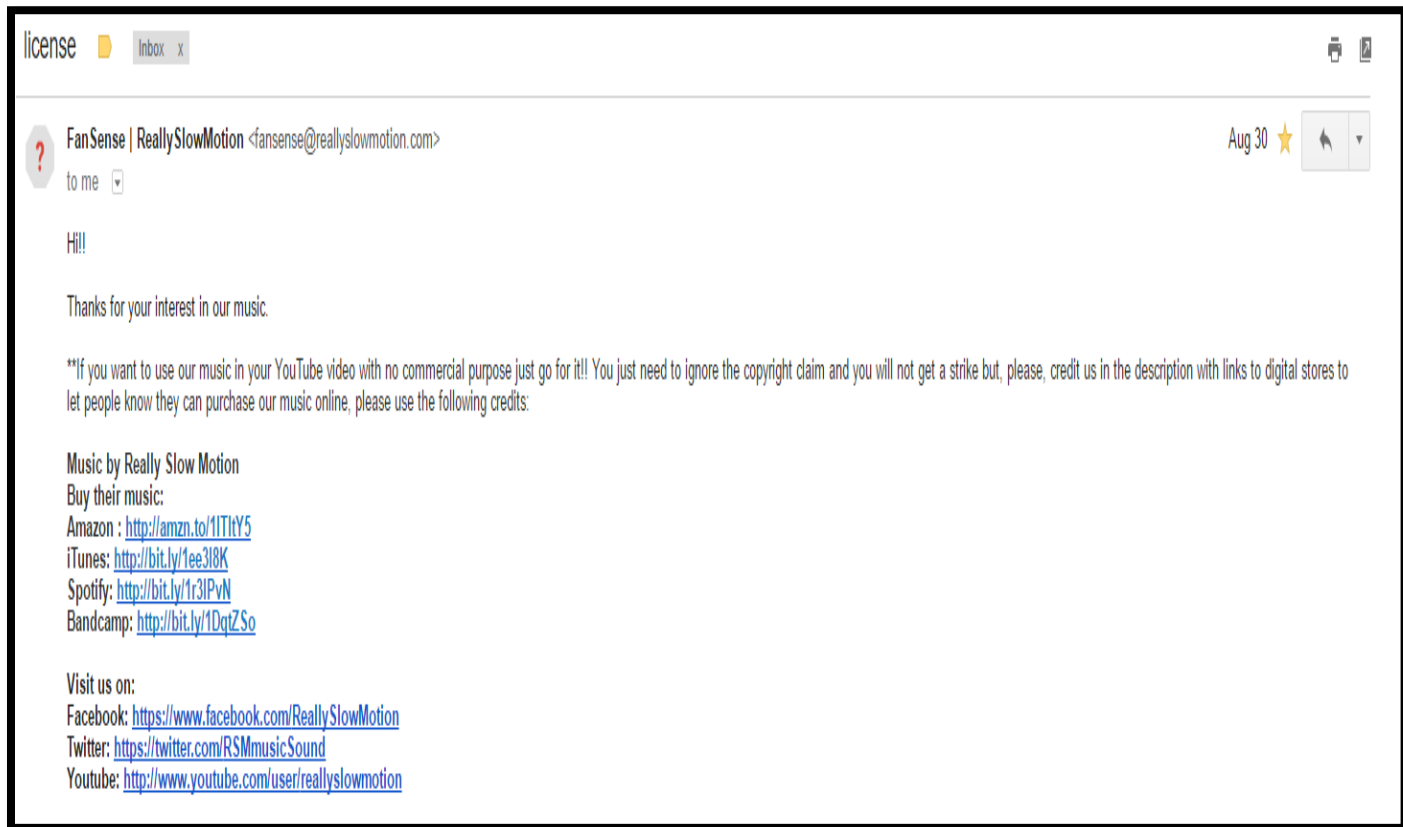 license Inbox x
FanSense | ReallySlowMotion <fansense@reallyslowmotion.com> Aug 30
to me
Hi!!
Thanks for your interest in our music.
**If you want to use our music in your YouTube video with no commercial purpose just go for it!! You just need to ignore the copyright claim and you will not get a strike but, please, credit us in the description with links to digital stores to
let people know they can purchase our music online, please use the following credits:
Music by Really Slow Motion
Buy their music:
Amazon : http://amzn.to/1lTltY5
iTunes: http://bit.ly/1ee3l8K
Spotify: http://bit.ly/1r3lPvN
Bandcamp: http://bit.ly/1DqtZSo
Visit us on:
Facebook: https://www.facebook.com/ReallySlowMotion
Twitter: https://twitter.com/RSMmusicSound
Youtube: http://www.youtube.com/user/reallyslowmotion